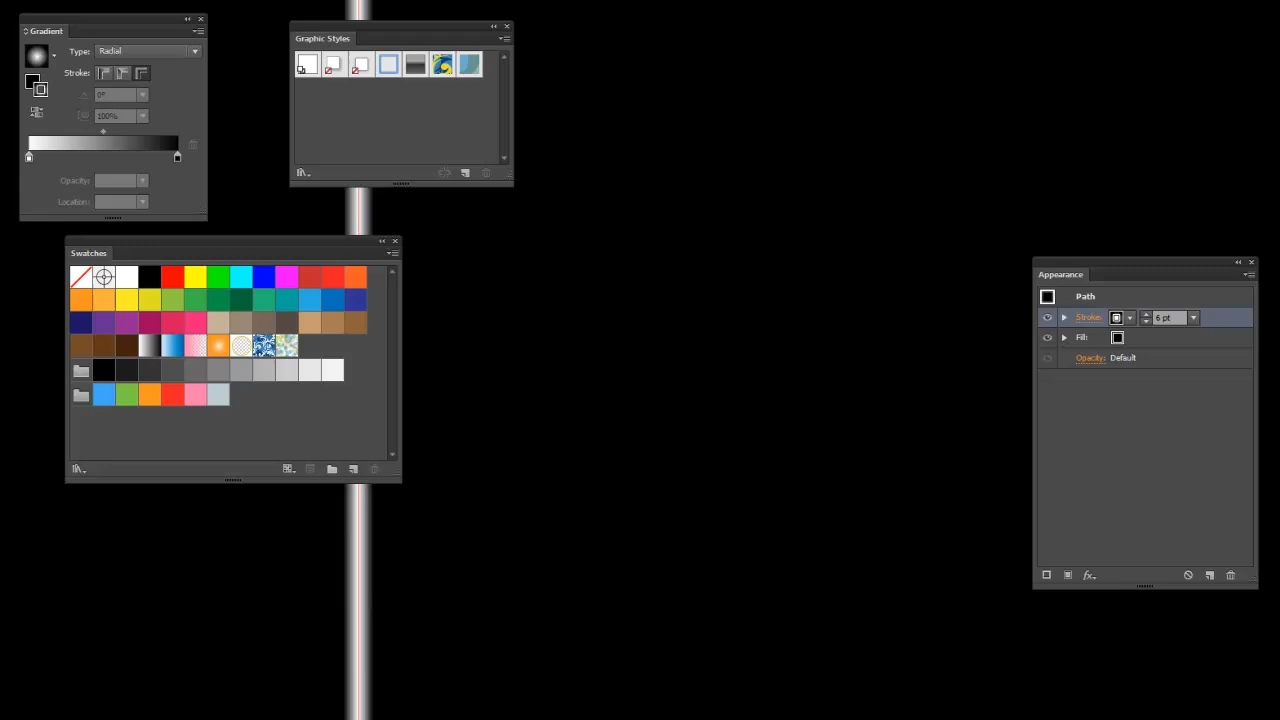 Gradient
Type: Radial
Stroke:
0°
100%
Opacity:
Location:
Graphic Styles
Swatches
Appearance
Path
Stroke: 6 pt
Fill:
Opacity: Default
fx